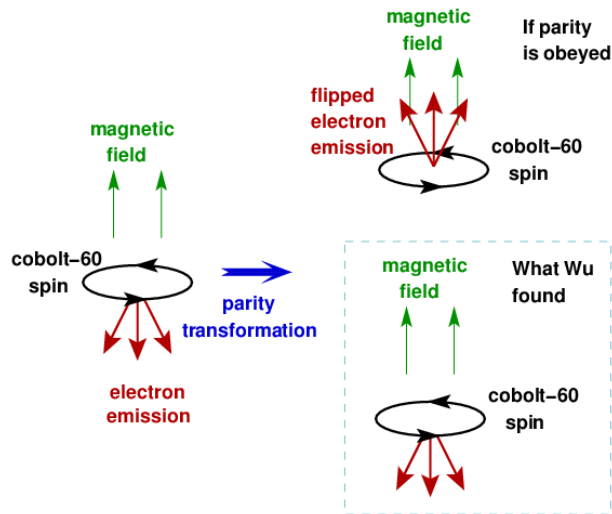 magnetic
field
cobolt-60
spin
electron
emission
parity
transformation
magnetic
field
If parity
is obeyed
flipped
electron
emission
cobolt-60
spin
magnetic
field
What Wu
found
cobolt-60
spin